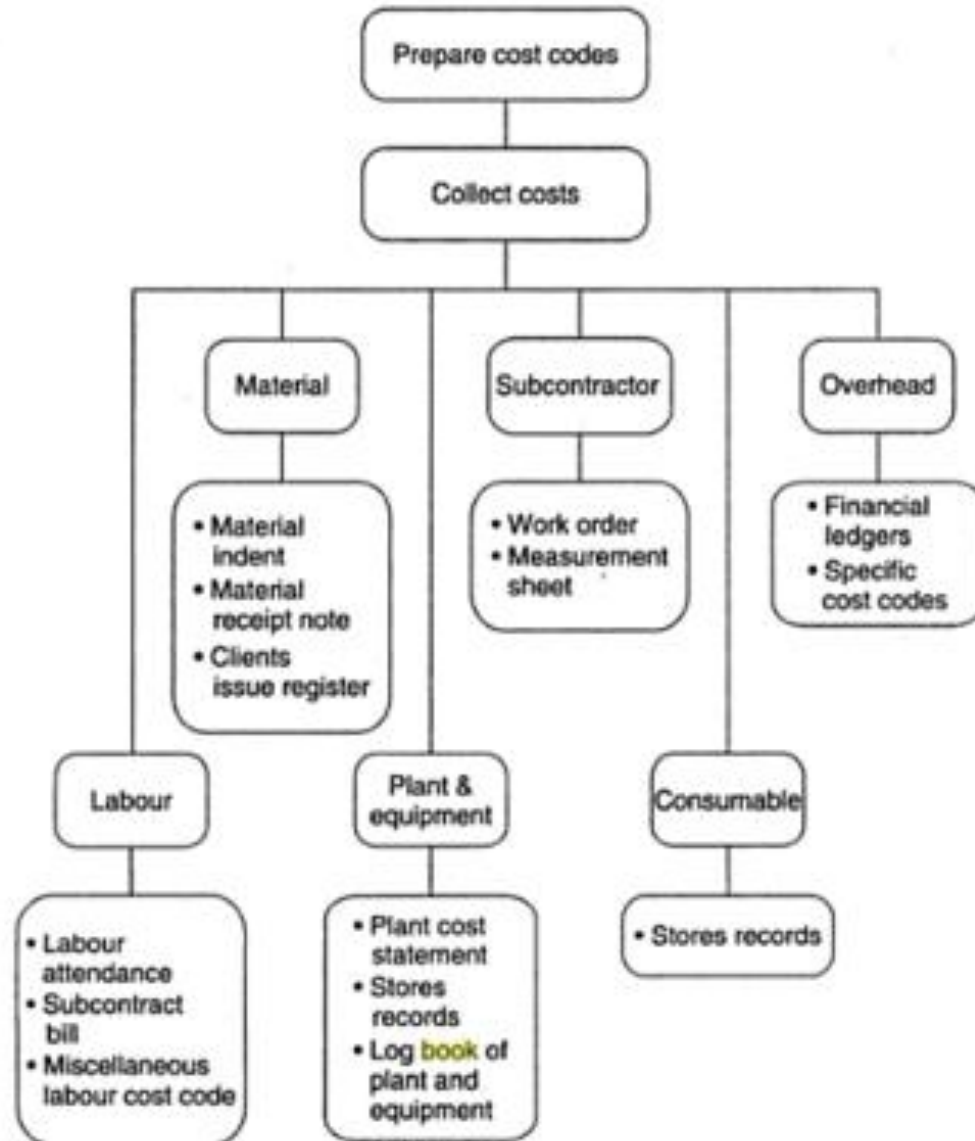 Prepare cost codes
Collect costs
Material
Subcontractor
Overhead
• Material
indent
• Material
receipt note
• Clients
issue register
• Work order
• Measurement
sheet
• Financial
ledgers
• Specific
cost codes
Labour
Plant &
equipment
Consumable
• Labour
attendance
• Subcontract
bill
• Miscellaneous
labour cost code
• Plant cost
statement
• Stores
records
• Log book of
plant and
equipment
• Stores records